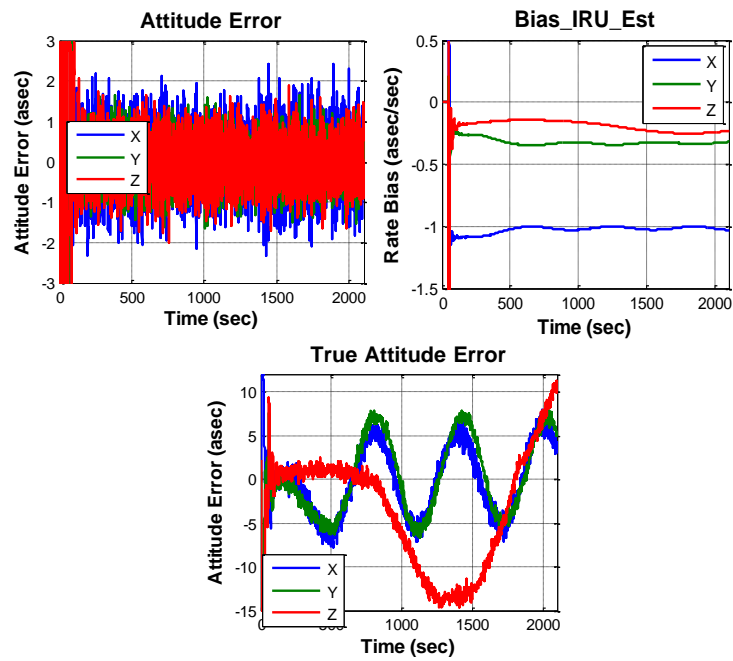 Attitude Error
Attitude Error (asec)
3
2
1
0
-1
-2
-3
X
Y
Z
0
500
1000
1500
2000
Time (sec)
Bias_IRU_Est
Rate Bias (asec/sec)
0.5
0
-0.5
-1
-1.5
X
Y
Z
0
500
1000
1500
2000
Time (sec)
True Attitude Error
Attitude Error (asec)
10
5
0
-5
-10
-15
X
Y
Z
0
1000
1500
2000
Time (sec)